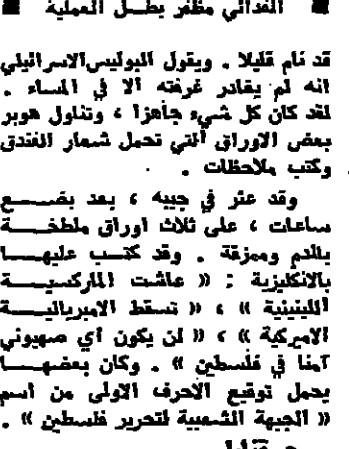 ■ الفدائي مظفر بطل العملية ■
قد نام قليلا . ويقول البوليس الاسرائيلي
انه لم يغادر غرفته الا في المساء .
لقد كان كل شيء جاهزا ، وتناول هوبر
بعض الاوراق التي تحمل شعار الفندق
وكتب ملاحظات .
وقد عثر في جيبه ، بعد بضع
ساعات ، على ثلاث اوراق ملطخة
بالدم وممزقة . وقد كتب عليها
بالانكليزية : (( عاشت الماركسية
اللينينية )) ، (( تسقط الامبريالية
الاميركية )) ، (( لن يكون أي صهيوني
آمنا في فلسطين )) . وكان بعضها
يحمل توقيع الاحرف الاولى من اسم
(( الجبهة الشعبية لتحرير فلسطين )) .